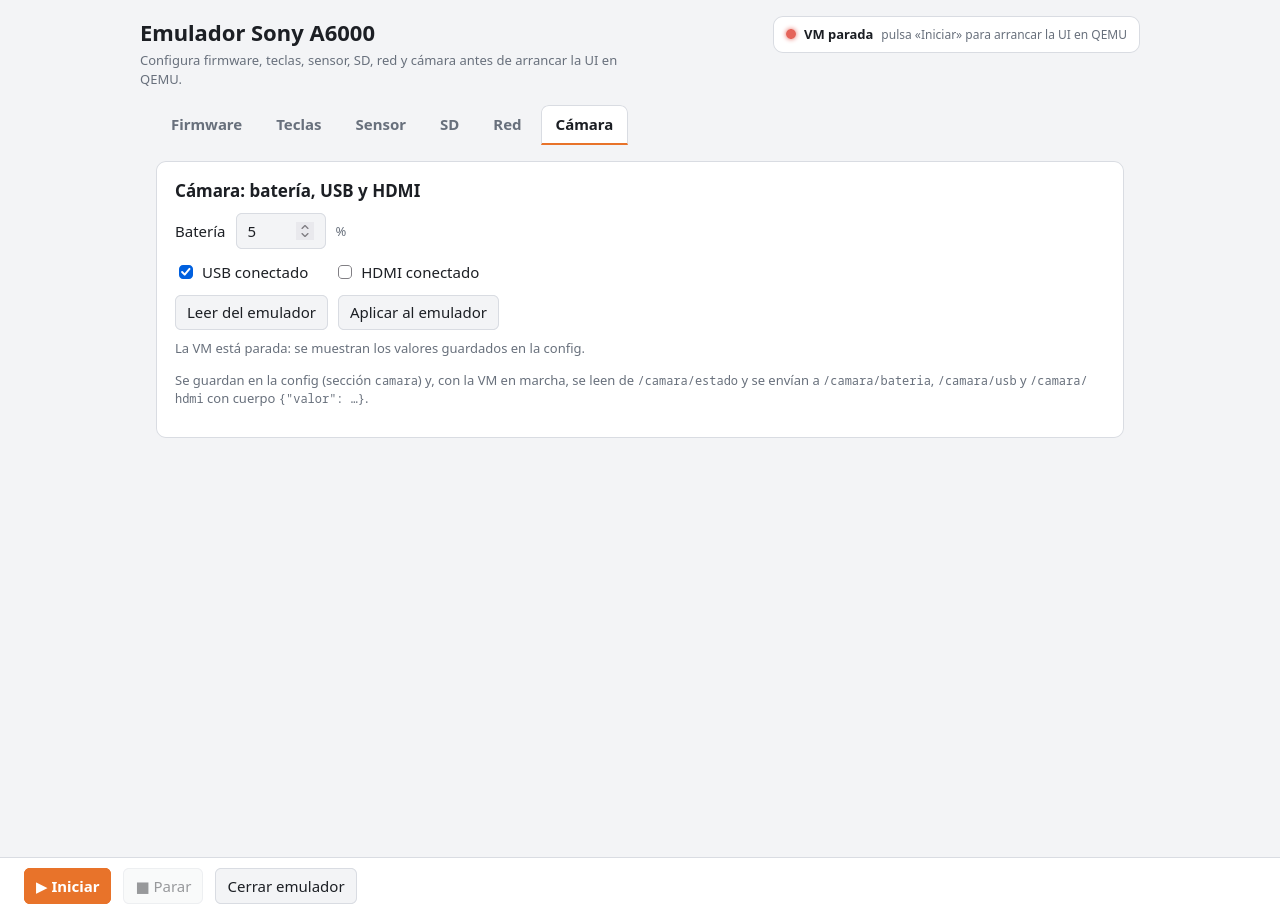 Emulador Sony A6000
Configura firmware, teclas, sensor, SD, red y cámara antes de arrancar la UI en
QEMU.
VM parada pulsa «Iniciar» para arrancar la UI en QEMU
Firmware Teclas Sensor SD Red Cámara
Cámara: batería, USB y HDMI
Batería 5 %
USB conectado HDMI conectado
Leer del emulador Aplicar al emulador
La VM está parada: se muestran los valores guardados en la config.
Se guardan en la config (sección camara) y, con la VM en marcha, se leen de /camara/estado y se envían a /camara/bateria, /camara/usb y /camara/
hdmi con cuerpo {"valor": …}.
▶ Iniciar ■ Parar Cerrar emulador